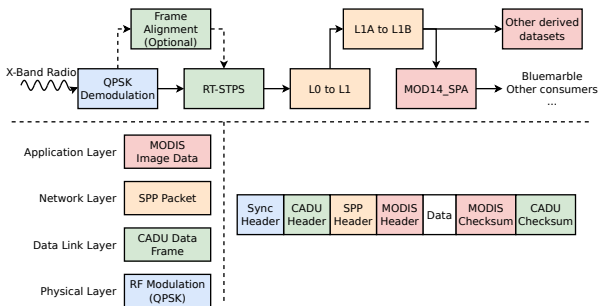 Frame
Alignment
(Optional)
L1A to L1B
Other derived
datasets
X-Band Radio
QPSK
Demodulation
RT-STPS
L0 to L1
MOD14_SPA
Bluemarble
Other consumers
...
Application Layer
MODIS
Image Data
Network Layer
SPP Packet
Data Link Layer
CADU Data
Frame
Physical Layer
RF Modulation
(QPSK)
Sync
Header
CADU
Header
SPP
Header
MODIS
Header
Data
MODIS
Checksum
CADU
Checksum